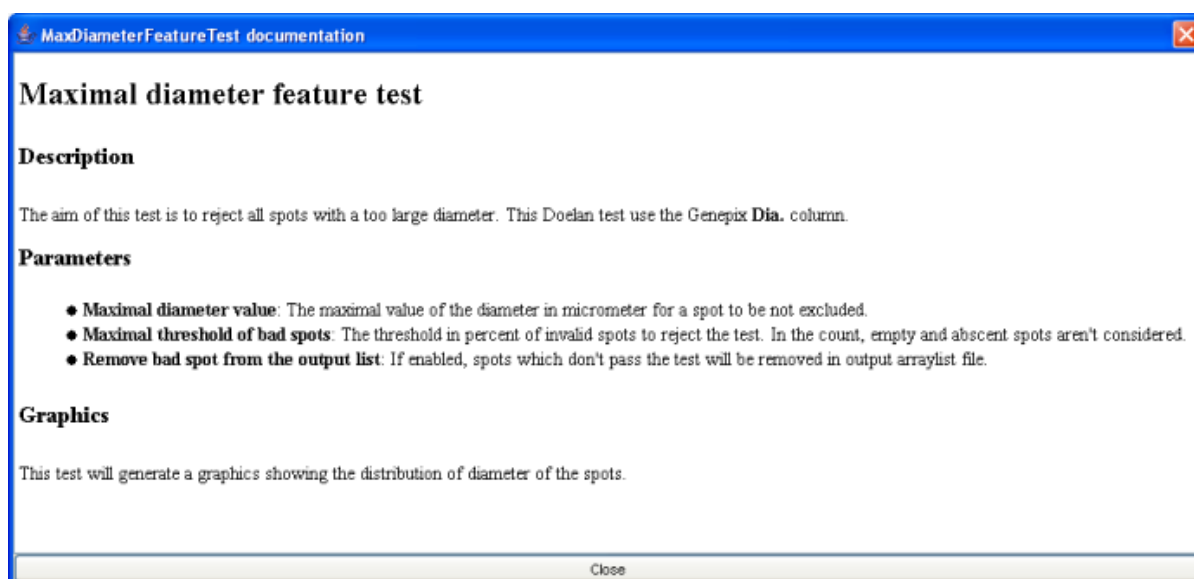 MaxDiameterFeatureTest documentation
Maximal diameter feature test
Description
The aim of this test is to reject all spots with a too large diameter. This Doelan test use the Genepix Dia. column.
Parameters
● Maximal diameter value: The maximal value of the diameter in micrometer for a spot to be not excluded.
● Maximal threshold of bad spots: The threshold in percent of invalid spots to reject the test. In the count, empty and abscent spots aren't considered.
● Remove bad spot from the output list: If enabled, spots which don't pass the test will be removed in output arraylist file.
Graphics
This test will generate a graphics showing the distribution of diameter of the spots.
Close